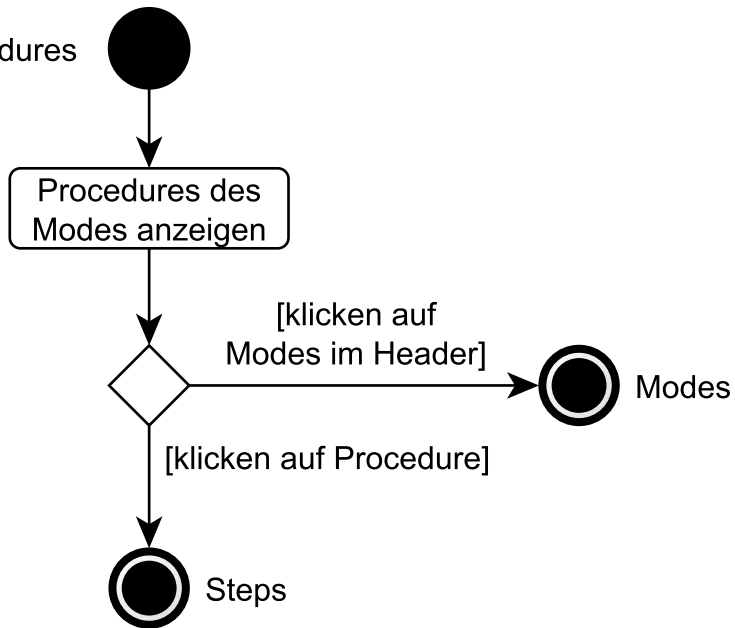 dures
Procedures des
Modes anzeigen
[klicken auf
Modes im Header]
Modes
[klicken auf Procedure]
Steps